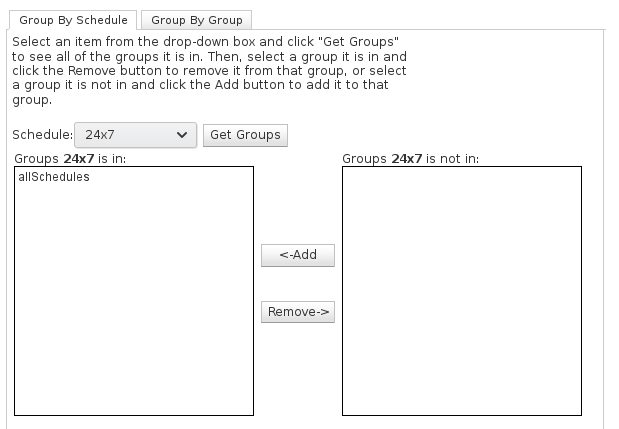 Group By Schedule Group By Group
Select an item from the drop-down box and click "Get Groups"
to see all of the groups it is in. Then, select a group it is in and
click the Remove button to remove it from that group, or select
a group it is not in and click the Add button to add it to that
group.
Schedule: 24x7 Get Groups
Groups 24x7 is in: Groups 24x7 is not in:
allSchedules
<-Add
Remove->